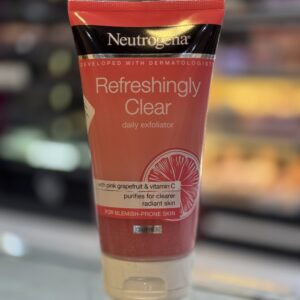 Neutrogena®
DEVELOPED WITH DERMATOLOGISTS
Refreshingly
Clear
daily exfoliator
with pink grapefruit & vitamin C
purifies for clearer
radiant skin
FOR BLEMISH-PRONE SKIN